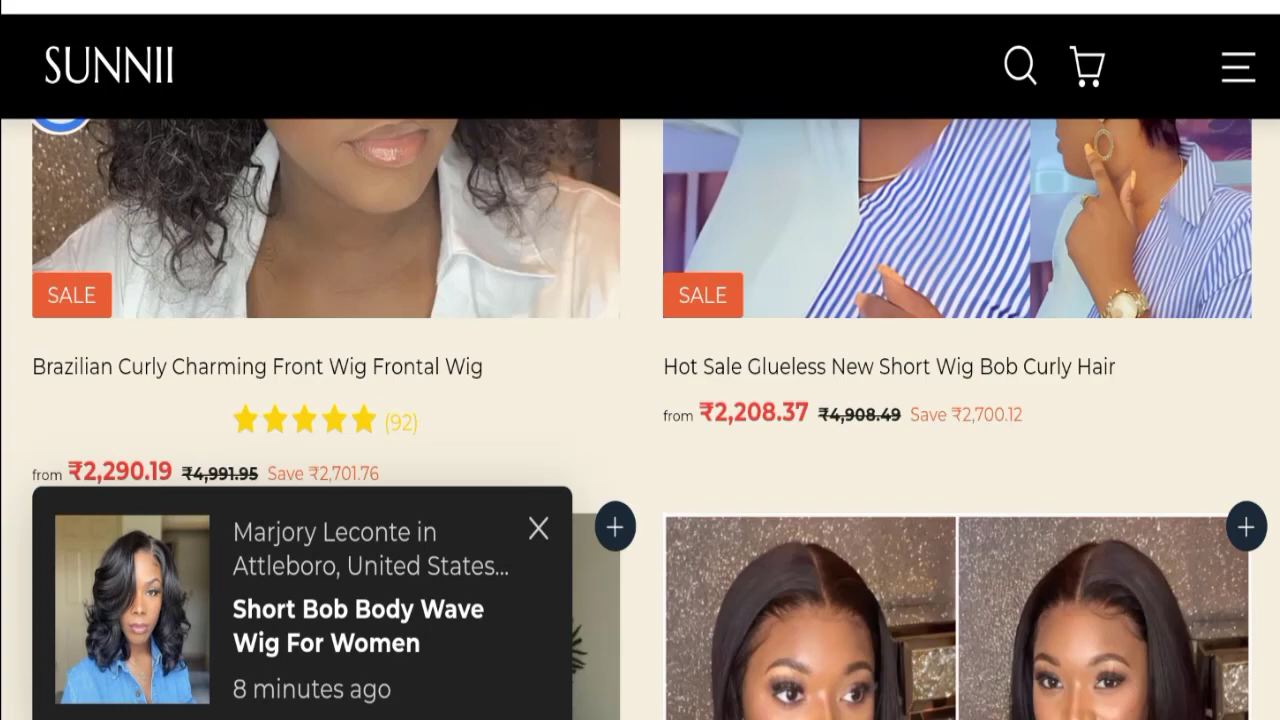 SUNNII
SALE
SALE
Brazilian Curly Charming Front Wig Frontal Wig
Hot Sale Glueless New Short Wig Bob Curly Hair
(92)
from ₹2,208.37 ₹4,908.49 Save ₹2,700.12
from ₹2,290.19 ₹4,991.95 Save ₹2,701.76
Marjory Leconte in
Attleboro, United States...
Short Bob Body Wave
Wig For Women
8 minutes ago